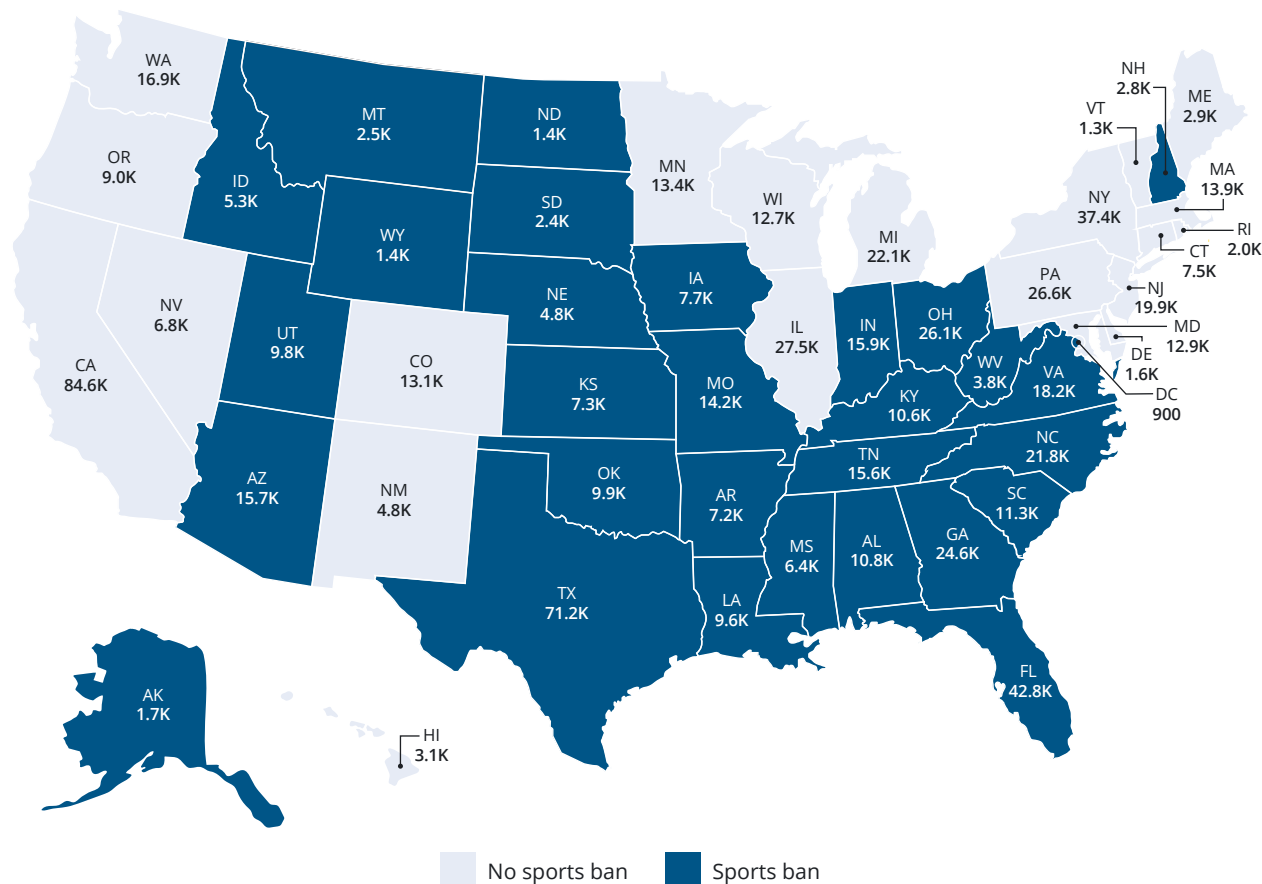 WA
16.9K
OR
9.0K
CA
84.6K
NV
6.8K
ID
5.3K
MT
2.5K
WY
1.4K
UT
9.8K
AZ
15.7K
CO
13.1K
NM
4.8K
ND
1.4K
SD
2.4K
NE
4.8K
KS
7.3K
OK
9.9K
TX
71.2K
MN
13.4K
IA
7.7K
MO
14.2K
AR
7.2K
LA
9.6K
WI
12.7K
IL
27.5K
MI
22.1K
IN
15.9K
OH
26.1K
KY
10.6K
TN
15.6K
MS
6.4K
AL
10.8K
GA
24.6K
FL
42.8K
SC
11.3K
NC
21.8K
VA
18.2K
WV
3.8K
PA
26.6K
NY
37.4K
VT
1.3K
NH
2.8K
ME
2.9K
MA
13.9K
RI
2.0K
CT
7.5K
NJ
19.9K
MD
12.9K
DE
1.6K
DC
900
AK
1.7K
HI
3.1K
No sports ban
Sports ban